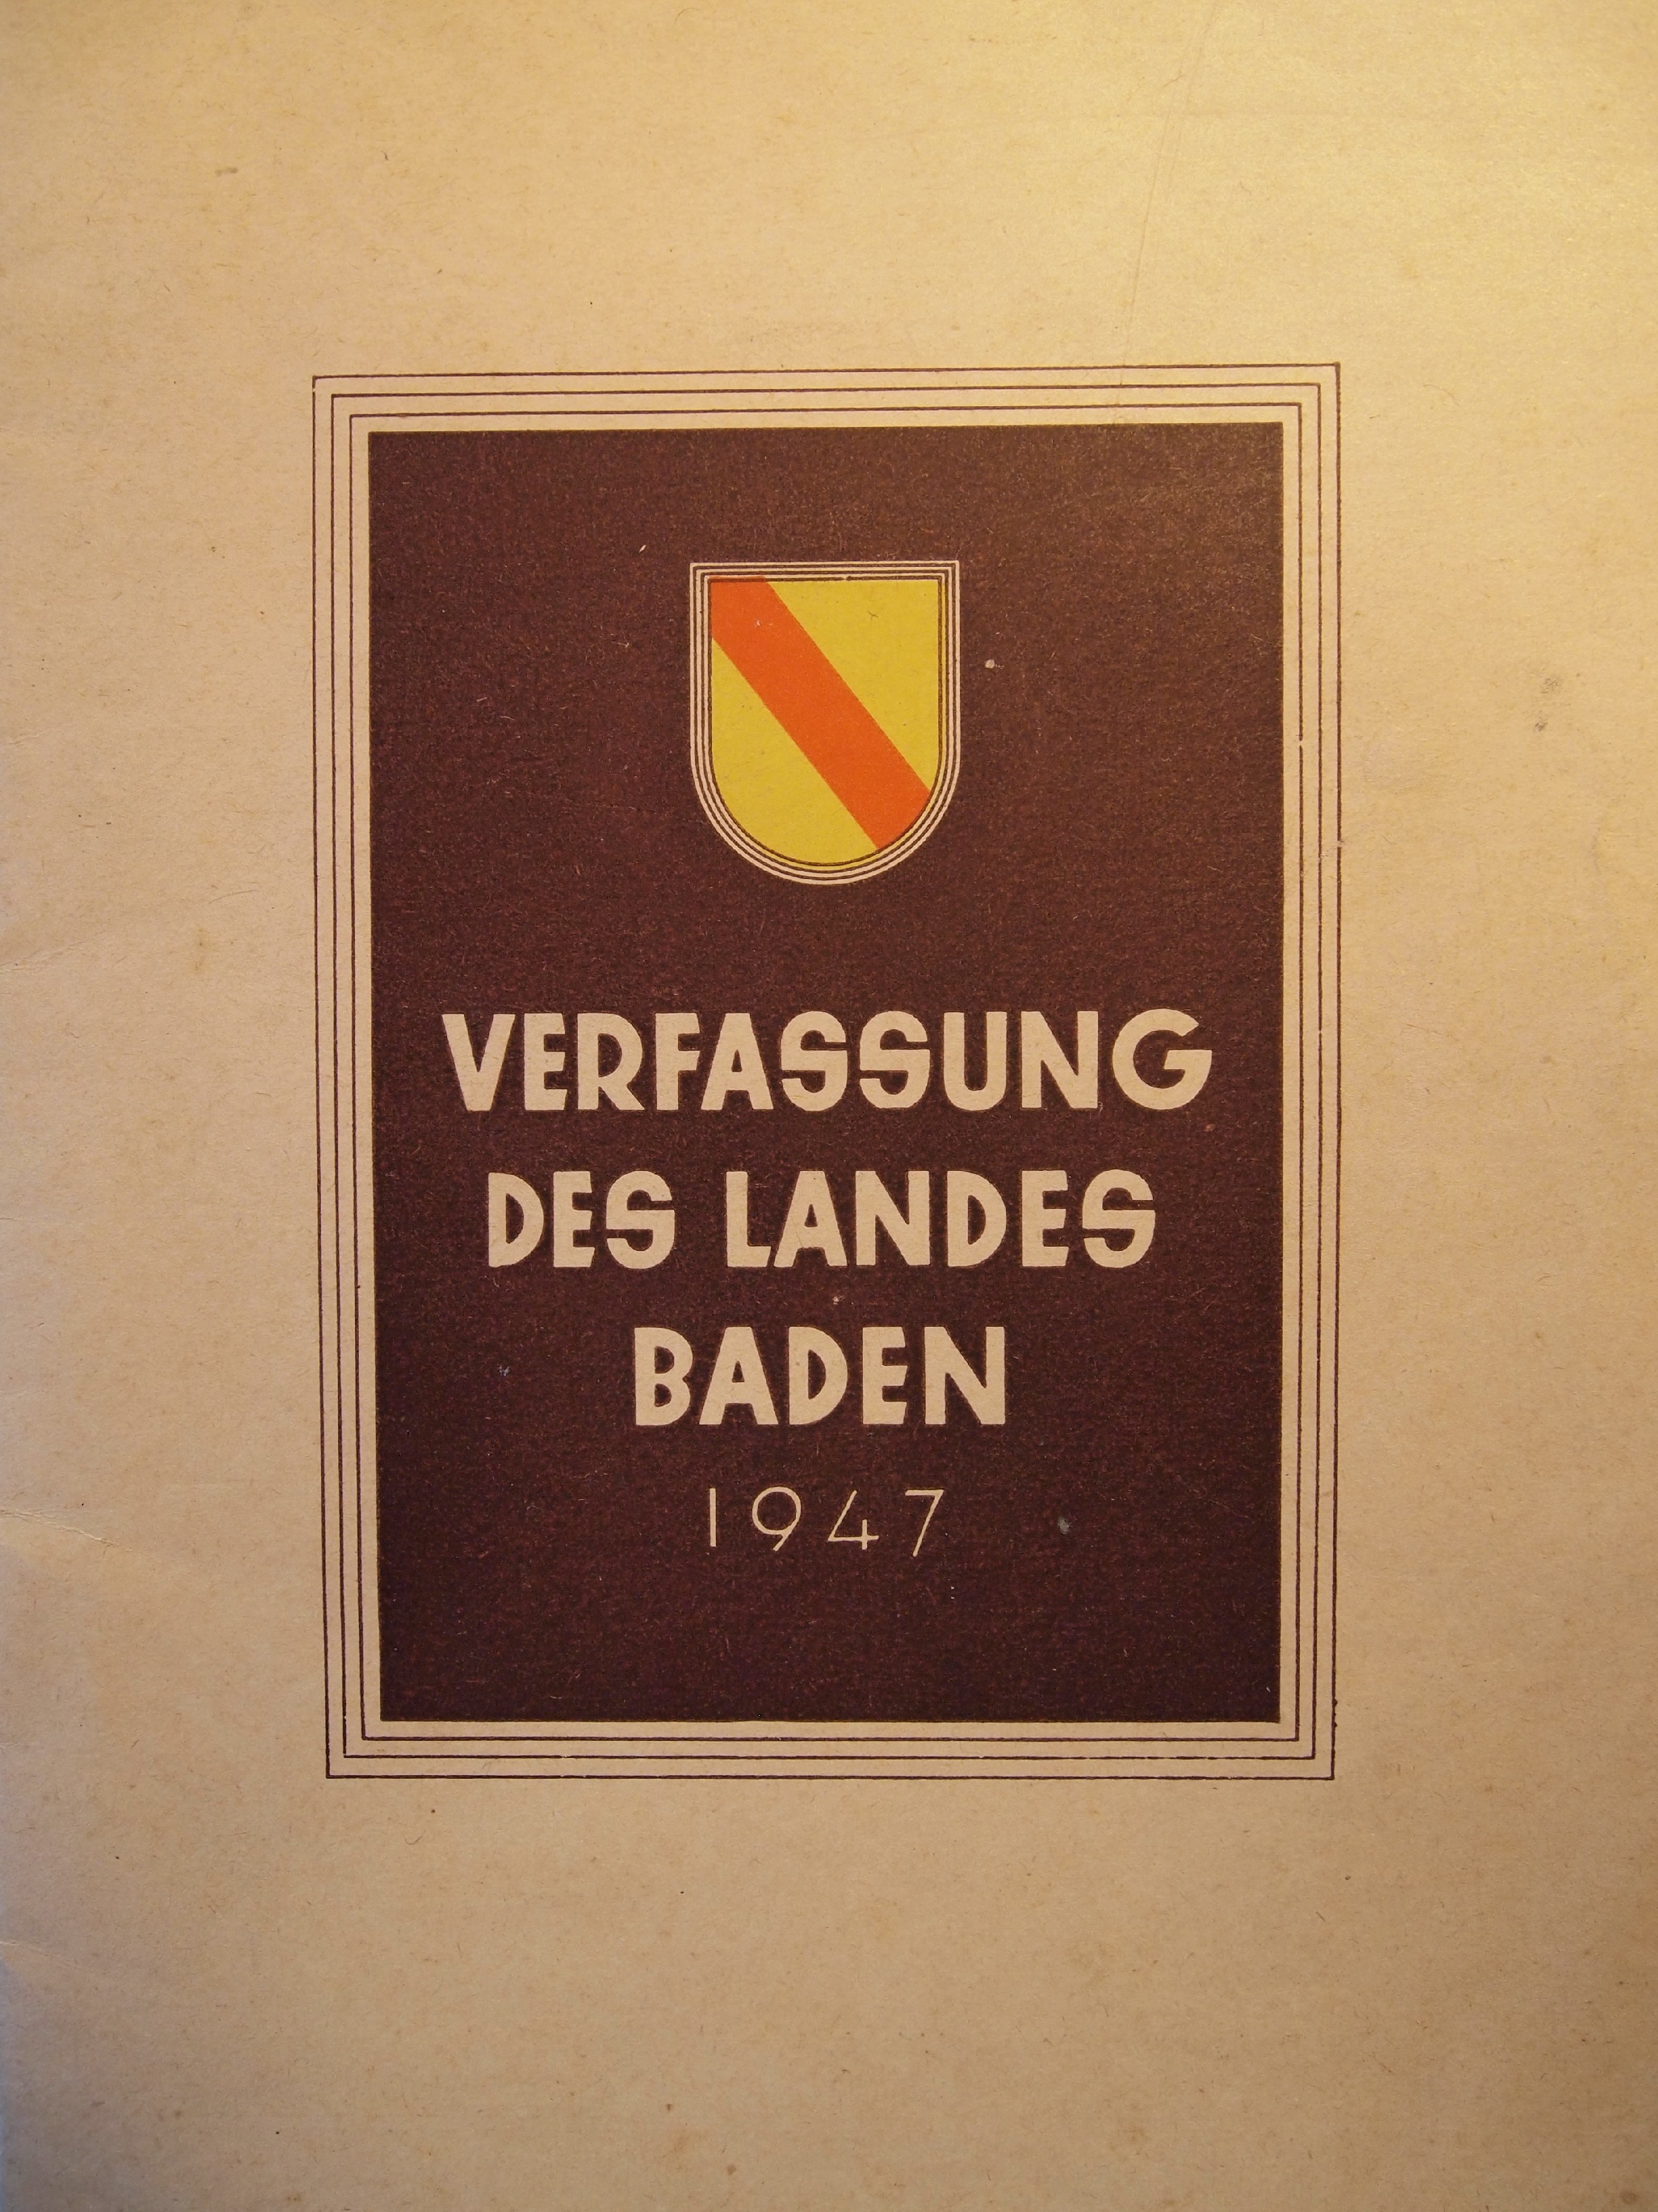 VERFASSUNG
DES LANDES
BADEN
1947